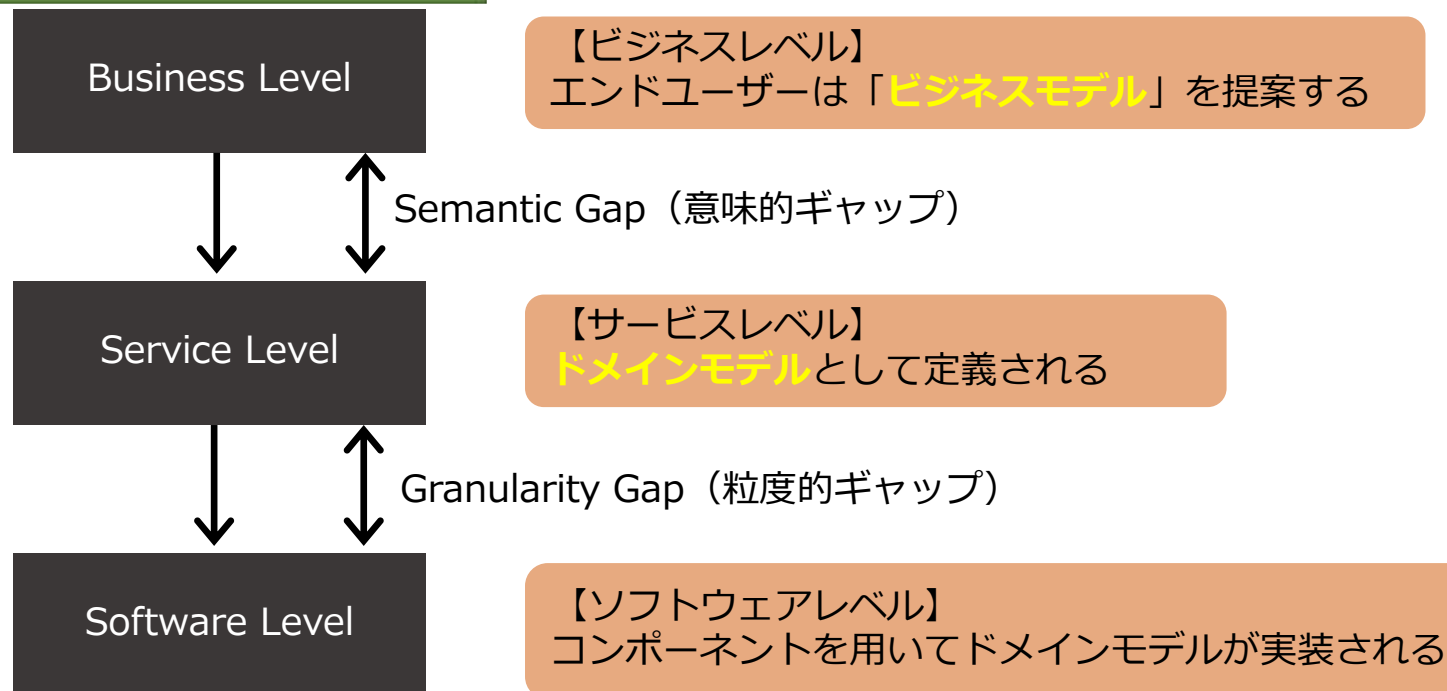 Business Level
【ビジネスレベル】
エンドユーザーは「ビジネスモデル」を提案する
Semantic Gap（意味的ギャップ）
Service Level
【サービスレベル】
ドメインモデルとして定義される
Granularity Gap（粒度的ギャップ）
Software Level
【ソフトウェアレベル】
コンポーネントを用いてドメインモデルが実装される